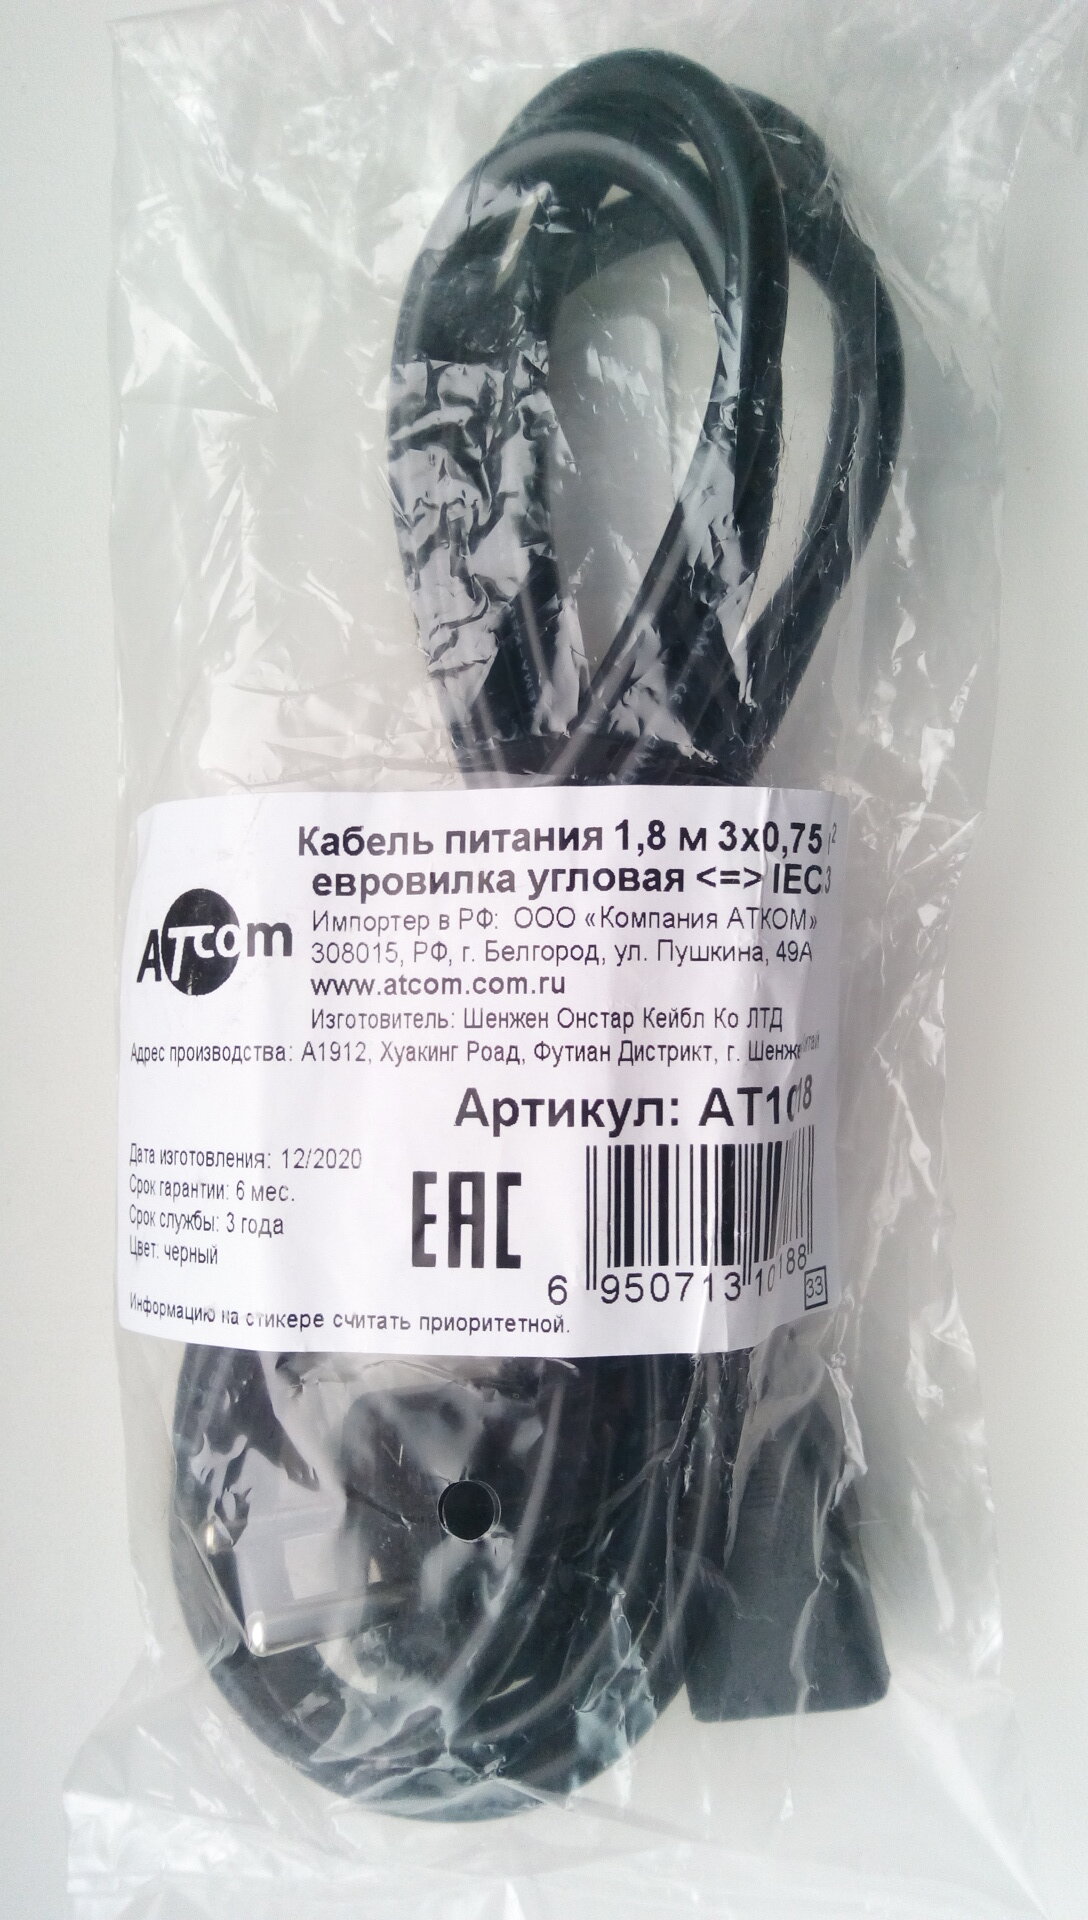 Кабель питания 1,8 м 3х0,75
евровилка угловая <=> IEC
ATcom
Импортер в РФ: ООО «Компания АТКОМ»
308015, РФ, г. Белгород, ул. Пушкина, 49А
www.atcom.com.ru
Изготовитель: Шенжен Онстар Кейбл Ко ЛТД
Адрес производства: А1912, Хуакинг Роад, Футиан Дистрикт, г.
Артикул: АТ1018
Дата изготовления: 12/2020
Срок гарантии: 6 мес.
Срок службы: 3 года
Цвет: черный
EAC
6 950713 10188
33
Информацию на стикере считать приоритетной.